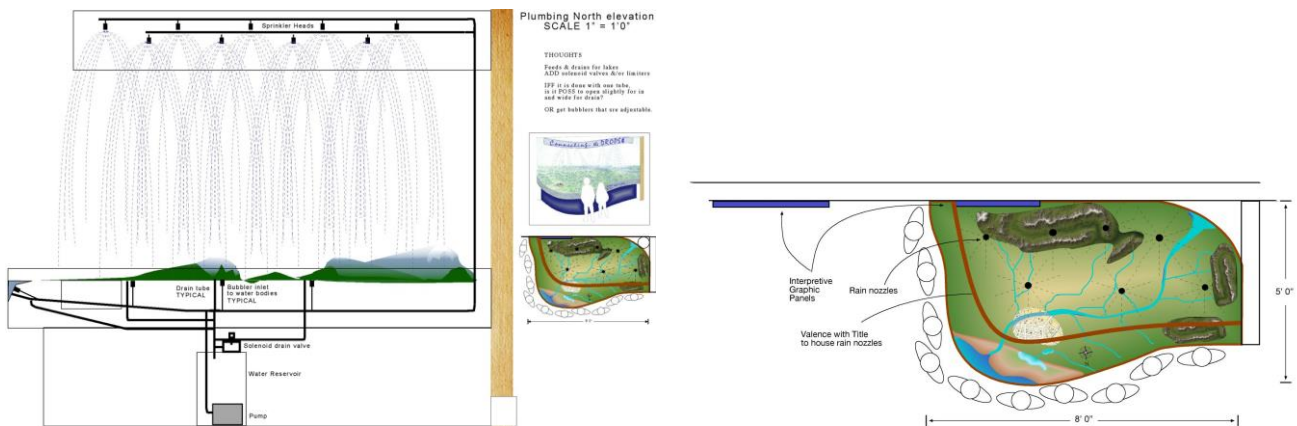 Sprinkler Heads
Plumbing North elevation
SCALE 1" = 1'0"
THOUGHTS
Feeds & drains for lakes
ADD solenoid valves &/or limiters
IFF it is done with one tube,
is it POSS to open slightly for in
and wide for drain?
OR get bubblers that are adjustable.
Drain tube
TYPICAL
Bubbler inlet
to water bodies
TYPICAL
Solenoid drain valve
Water Reservoir
Pump
Interpretive
Graphic
Panels
Rain nozzles
Valence with Title
to house rain nozzles
5' 0"
8' 0"